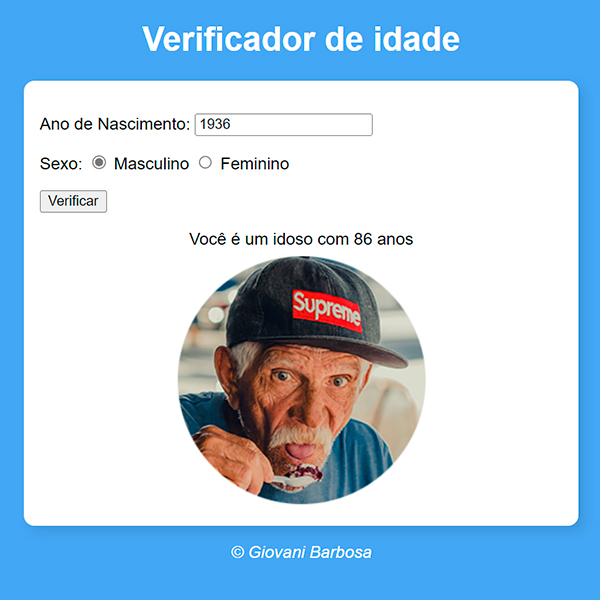 Verificador de idade
Ano de Nascimento: 1936
Sexo: Masculino Feminino
Verificar
Você é um idoso com 86 anos
Supreme
© Giovani Barbosa